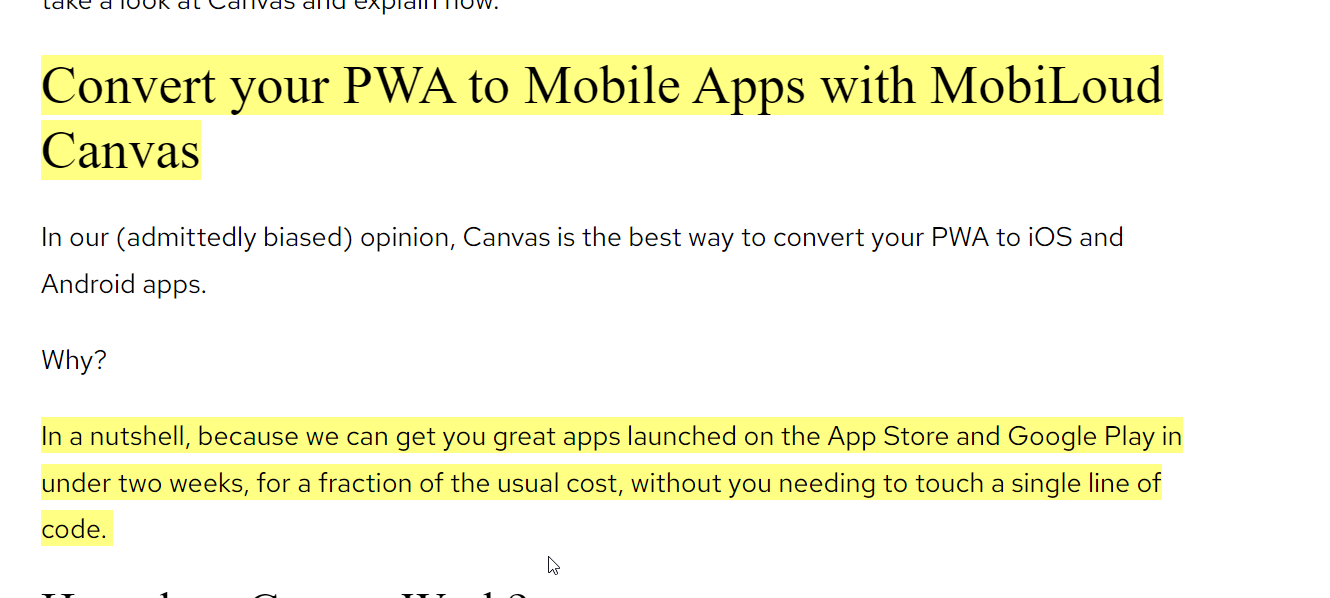 take a look at Canvas and explain how.
Convert your PWA to Mobile Apps with MobiLoud
Canvas
In our (admittedly biased) opinion, Canvas is the best way to convert your PWA to iOS and
Android apps.
Why?
In a nutshell, because we can get you great apps launched on the App Store and Google Play in
under two weeks, for a fraction of the usual cost, without you needing to touch a single line of
code.